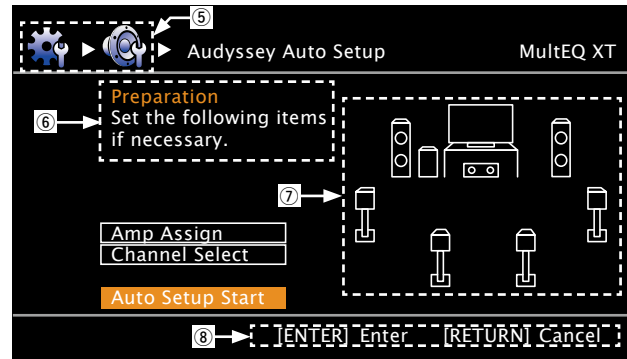 ⑤
Audyssey Auto Setup MultEQ XT
Preparation
Set the following items
if necessary.
⑥
⑦
Amp Assign
Channel Select
Auto Setup Start
⑧ [ENTER] Enter [RETURN] Cancel